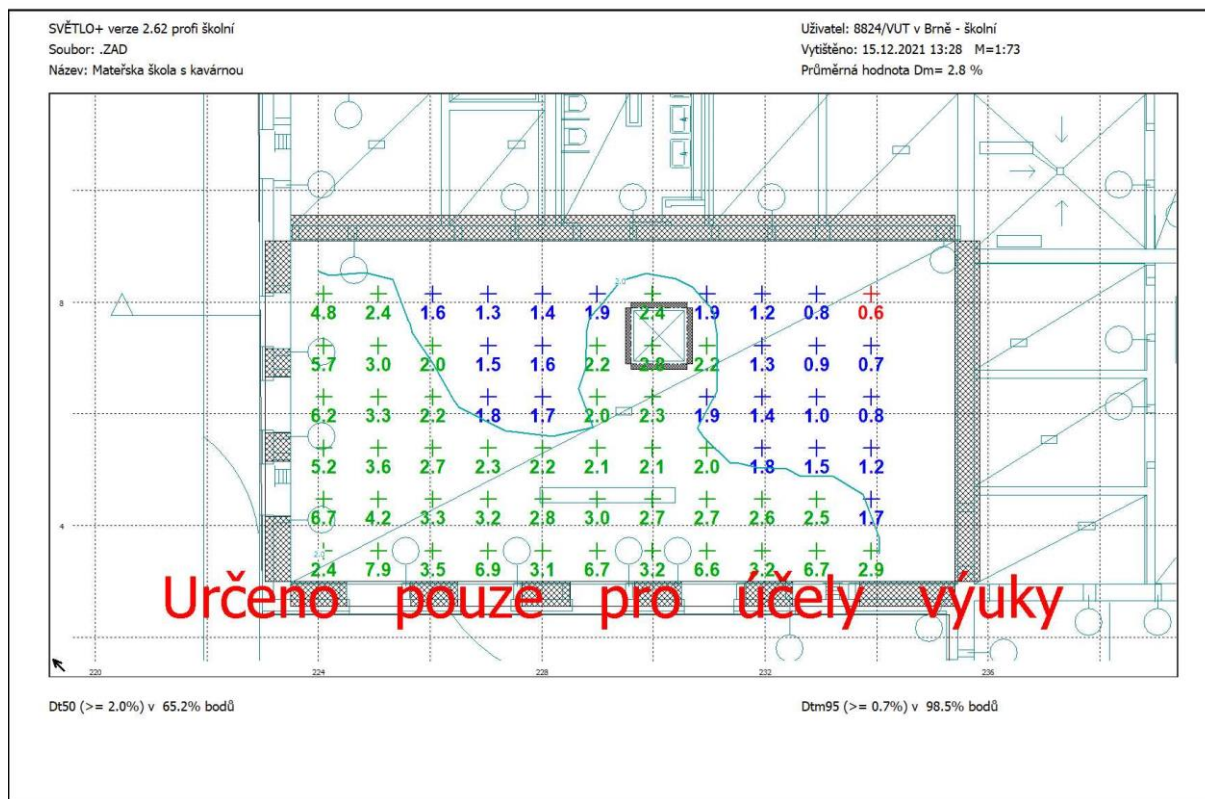 SVĚTLO+ verze 2.62 profi školní
Soubor: .ZAD
Název: Mateřska škola s kavárnou
Uživatel: 8824/VUT v Brně - školní
Vytištěno: 15.12.2021 13:28 M=1:73
Průměrná hodnota Dm= 2.8 %
2.0
8
4.8 2.4 1.6 1.3 1.4 1.9 2.4 1.9 1.2 0.8 0.6
5.7 3.0 2.0 1.5 1.6 2.2 2.8 2.2 1.3 0.9 0.7
6.2 3.3 2.2 1.8 1.7 2.0 2.3 1.9 1.4 1.0 0.8
5.2 3.6 2.7 2.3 2.2 2.1 2.1 2.0 1.8 1.5 1.2
4
6.7 4.2 3.3 3.2 2.8 3.0 2.7 2.7 2.6 2.5 1.7
2.0
2.4 7.9 3.5 6.9 3.1 6.7 3.2 6.6 3.2 6.7 2.9
Určeno pouze pro účely výuky
220 224 228 232 236
Dt50 (>= 2.0%) v 65.2% bodů
Dtm95 (>= 0.7%) v 98.5% bodů